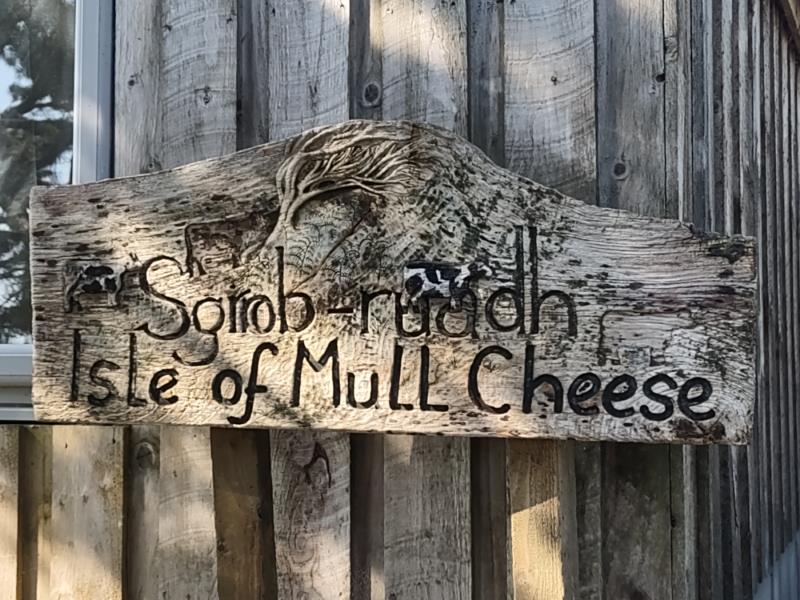 Sgriob-ruadh
Isle of Mull Cheese